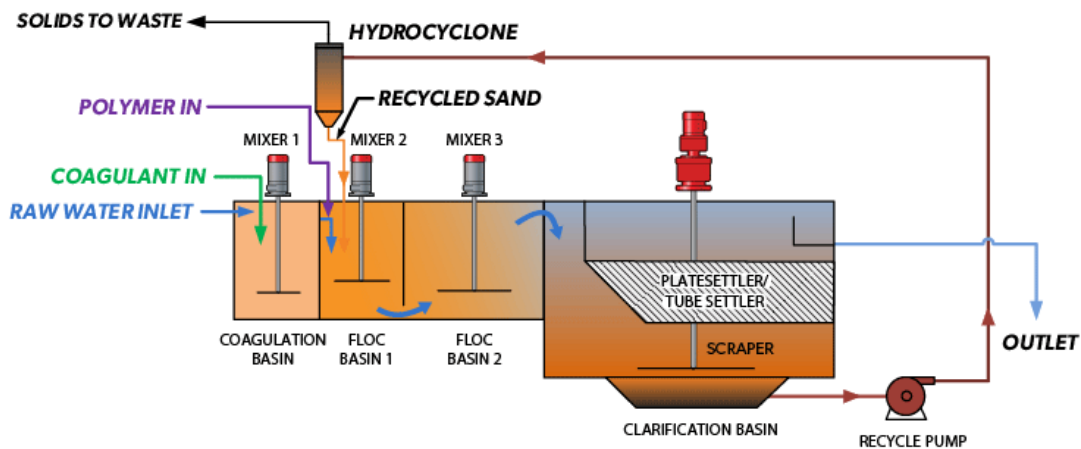 SOLIDS TO WASTE
HYDROCYCLONE
POLYMER IN
RECYCLED SAND
MIXER 1
MIXER 2
MIXER 3
COAGULANT IN
RAW WATER INLET
PLATESETTLER/
TUBE SETTLER
COAGULATION
BASIN
FLOC
BASIN 1
FLOC
BASIN 2
SCRAPER
OUTLET
CLARIFICATION BASIN
RECYCLE PUMP